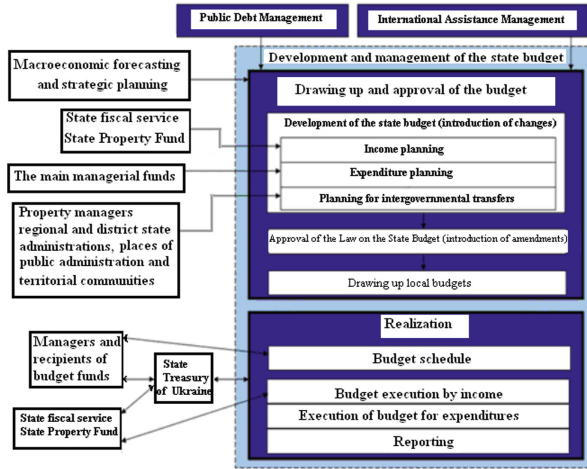 Public Debt Management
International Assistance Management
Development and management of the state budget
Macroeconomic forecasting
and strategic planning
Drawing up and approval of the budget
State fiscal service
State Property Fund
Development of the state budget (introduction of changes)
Income planning
The main managerial funds
Expenditure planning
Planning for intergovernmental transfers
Property managers
regional and district state
administrations, places of
public administration and
territorial communities
Approval of the Law on the State Budget (introduction of amendments)
Drawing up local budgets
Realization
Managers and
recipients of
budget funds
Budget schedule
State
Treasury
of Ukraine
Budget execution by income
State fiscal service
State Property Fund
Execution of budget for expenditures
Reporting